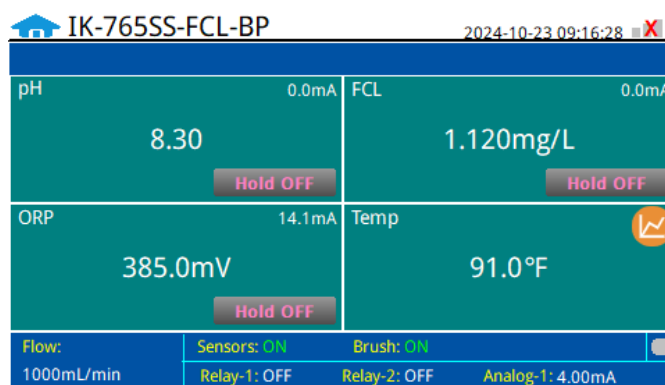 IK-765SS-FCL-BP
2024-10-23 09:16:28
X
pH 0.0mA
8.30
Hold OFF
FCL 0.0mA
1.120mg/L
Hold OFF
ORP 14.1mA
385.0mV
Hold OFF
Temp
91.0°F
Flow: Sensors: ON Brush: ON
1000mL/min Relay-1: OFF Relay-2: OFF Analog-1: 4.00mA